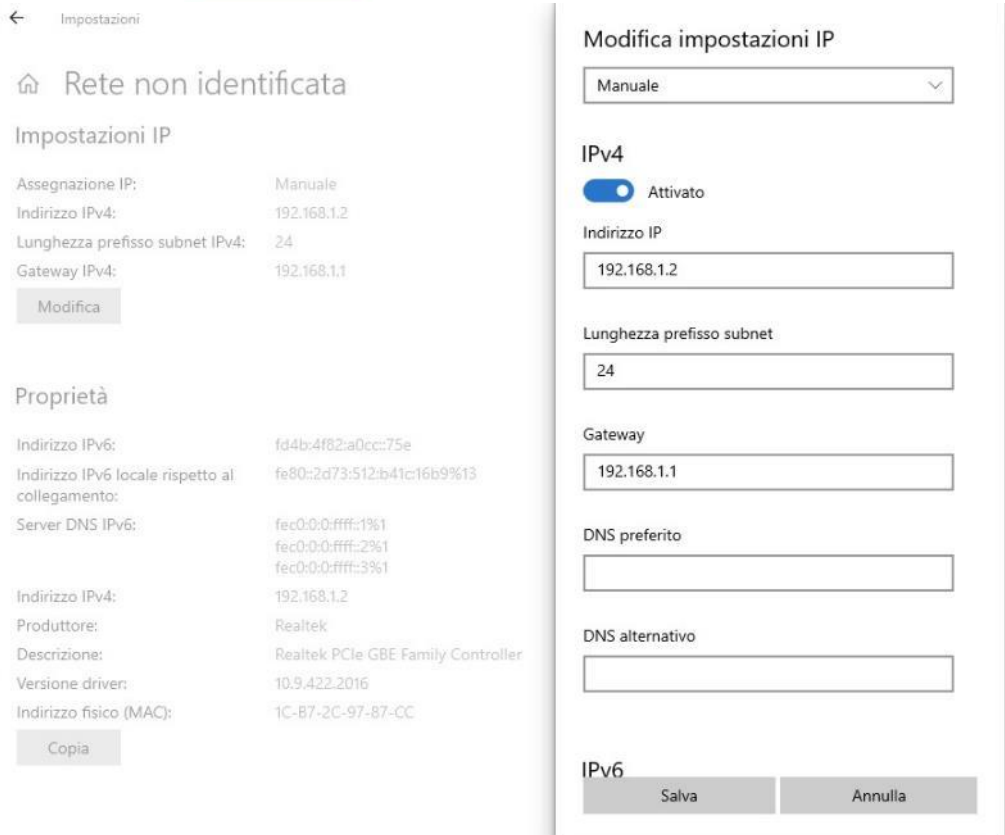 Impostazioni
Rete non identificata
Impostazioni IP
Assegnazione IP: Manuale
Indirizzo IPv4: 192.168.1.2
Lunghezza prefisso subnet IPv4: 24
Gateway IPv4: 192.168.1.1
Modifica
Proprietà
Indirizzo IPv6: fd4b:4f82:a0cc::75e
Indirizzo IPv6 locale rispetto al fe80::2d73:512:b41c:16b9%13
collegamento:
Server DNS IPv6: fec0:0:0:ffff::1%1
fec0:0:0:ffff::2%1
fec0:0:0:ffff::3%1
Indirizzo IPv4: 192.168.1.2
Produttore: Realtek
Descrizione: Realtek PCIe GBE Family Controller
Versione driver: 10.9.422.2016
Indirizzo fisico (MAC): 1C-B7-2C-97-87-CC
Copia
Modifica impostazioni IP
Manuale
IPv4
Attivato
Indirizzo IP
192.168.1.2
Lunghezza prefisso subnet
24
Gateway
192.168.1.1
DNS preferito
DNS alternativo
IPv6
Salva Annulla